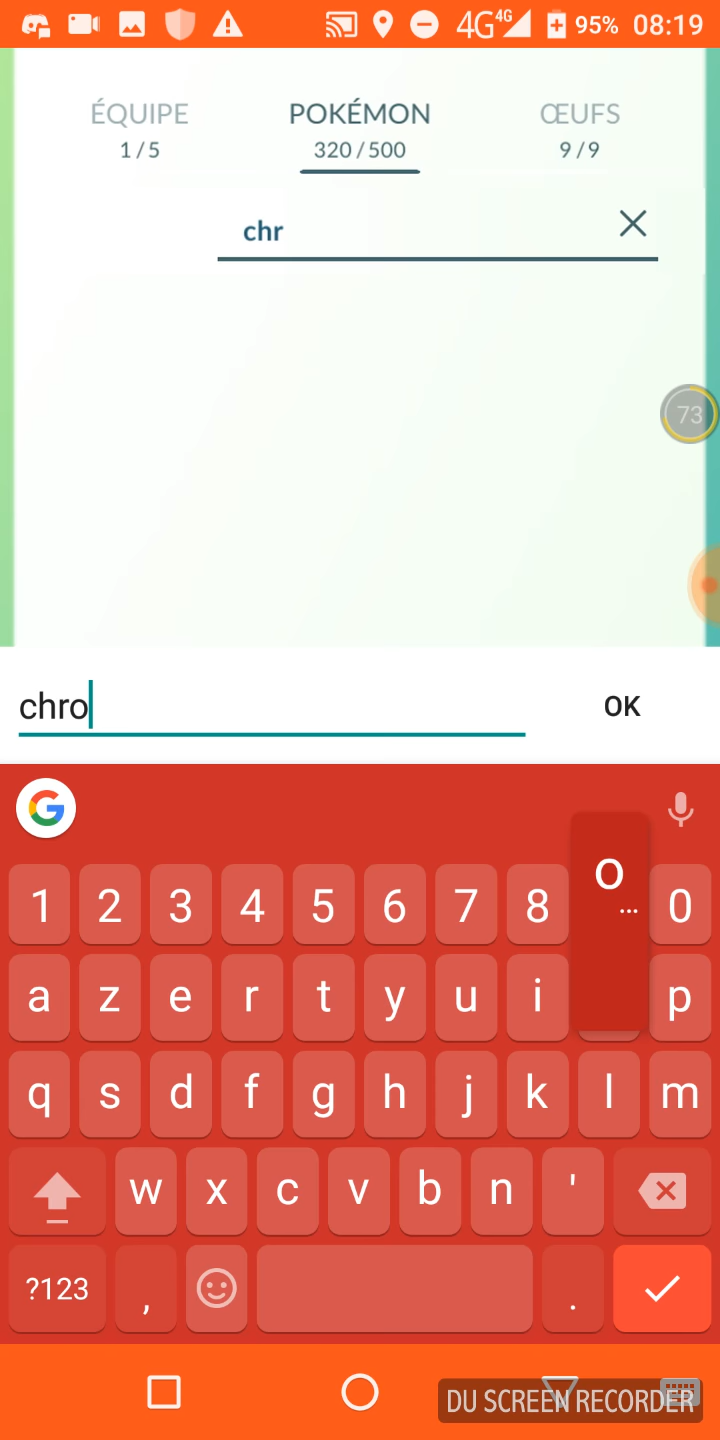 4G 4G 95% 08:19
ÉQUIPE POKÉMON ŒUFS
1/5 320/500 9/9
chr
73
chro OK
1 2 3 4 5 6 7 8 o ... 0
a z e r t y u i p
q s d f g h j k l m
w x c v b n '
?123 , .
DU SCREEN RECORDER